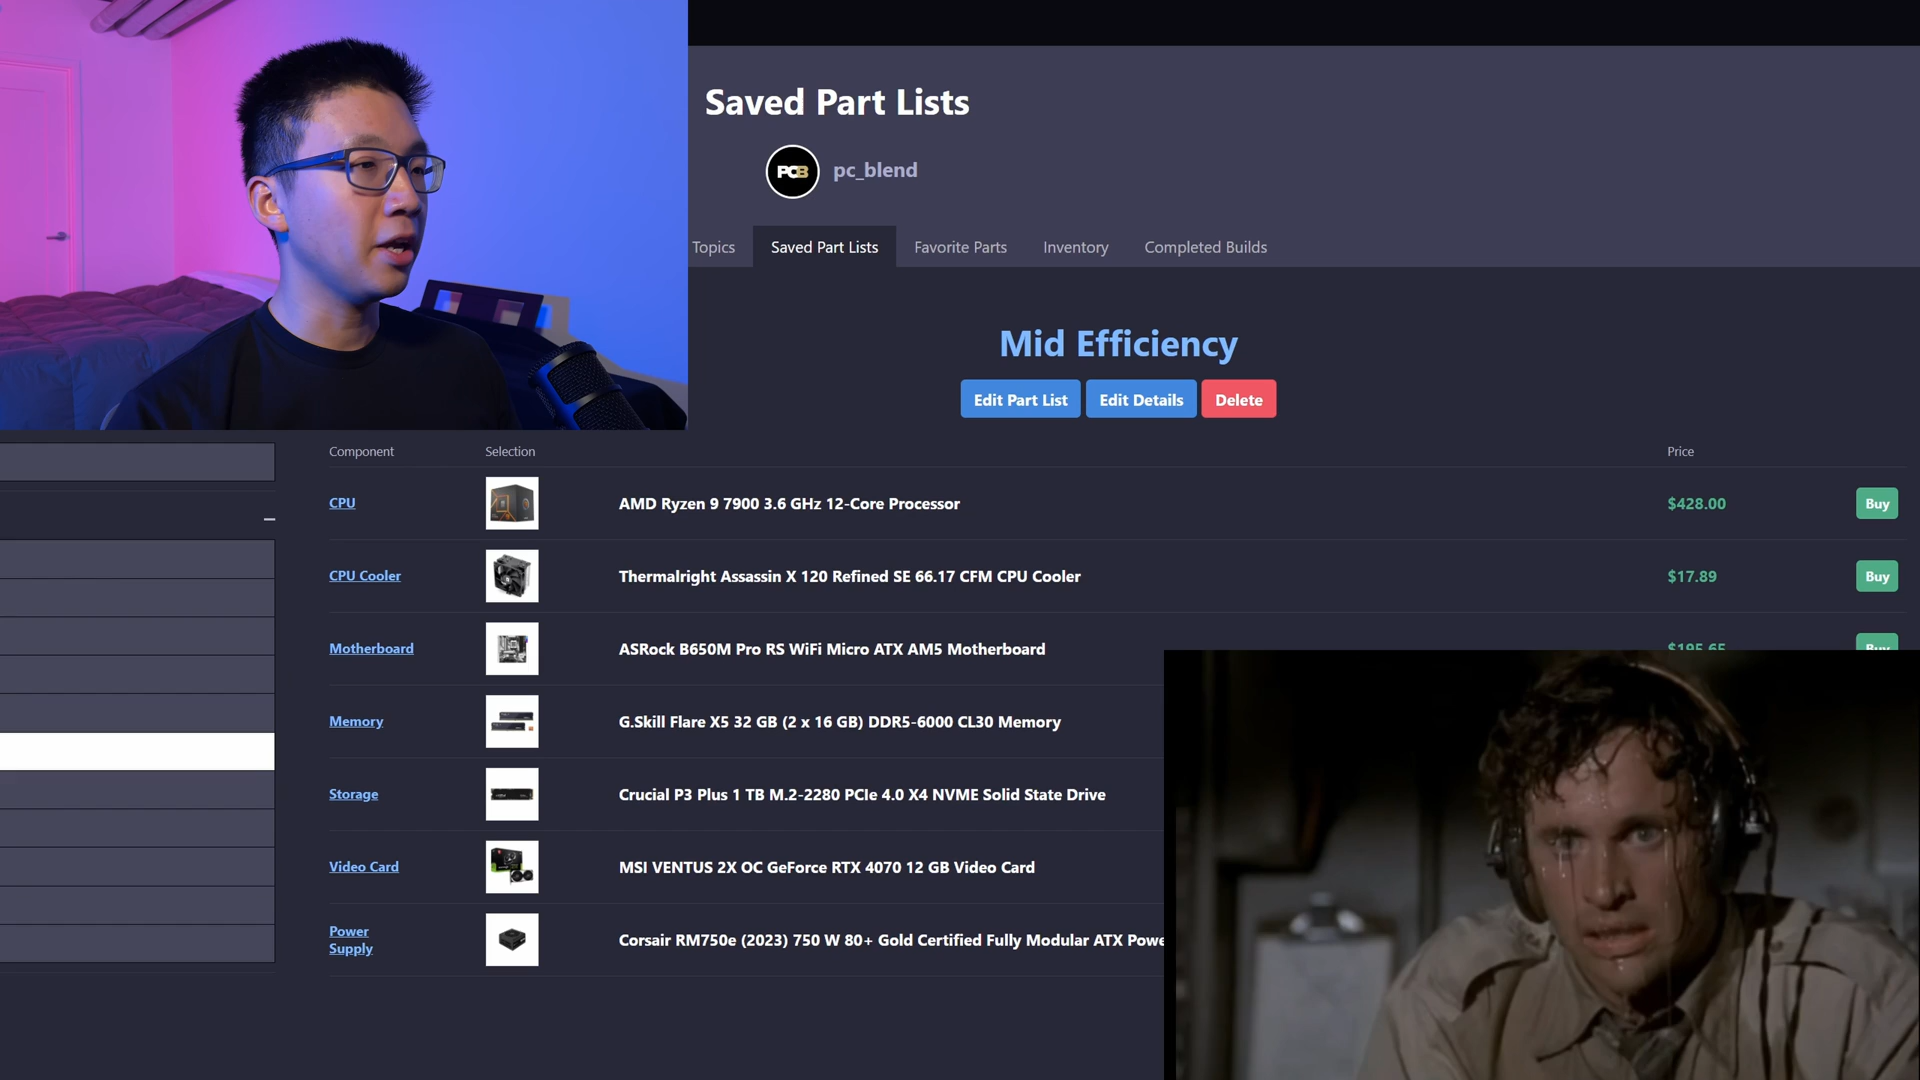 Saved Part Lists
PCB pc_blend
Topics Saved Part Lists Favorite Parts Inventory Completed Builds
Mid Efficiency
Edit Part List Edit Details Delete
Component Selection Price
CPU AMD Ryzen 9 7900 3.6 GHz 12-Core Processor $428.00 Buy
CPU Cooler Thermalright Assassin X 120 Refined SE 66.17 CFM CPU Cooler $17.89 Buy
Motherboard ASRock B650M Pro RS WiFi Micro ATX AM5 Motherboard $195.65 Buy
Memory G.Skill Flare X5 32 GB (2 x 16 GB) DDR5-6000 CL30 Memory
Storage Crucial P3 Plus 1 TB M.2-2280 PCIe 4.0 X4 NVME Solid State Drive
Video Card MSI VENTUS 2X OC GeForce RTX 4070 12 GB Video Card
Power
Supply
Corsair RM750e (2023) 750 W 80+ Gold Certified Fully Modular ATX Powe